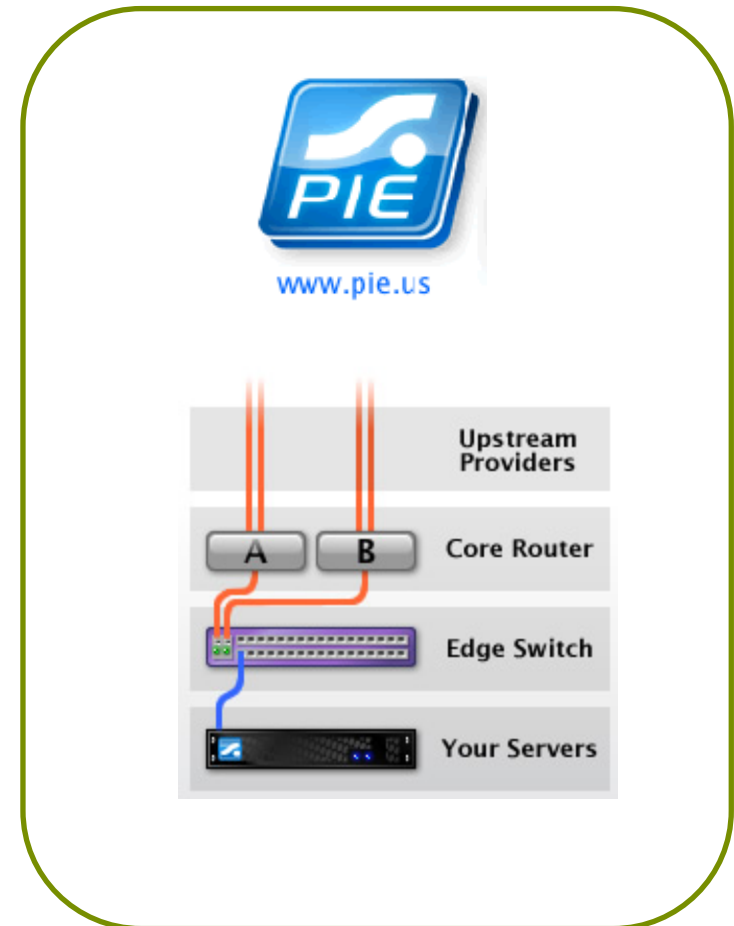 PIE
www.pie.us
Upstream
Providers
A
B
Core Router
Edge Switch
Your Servers